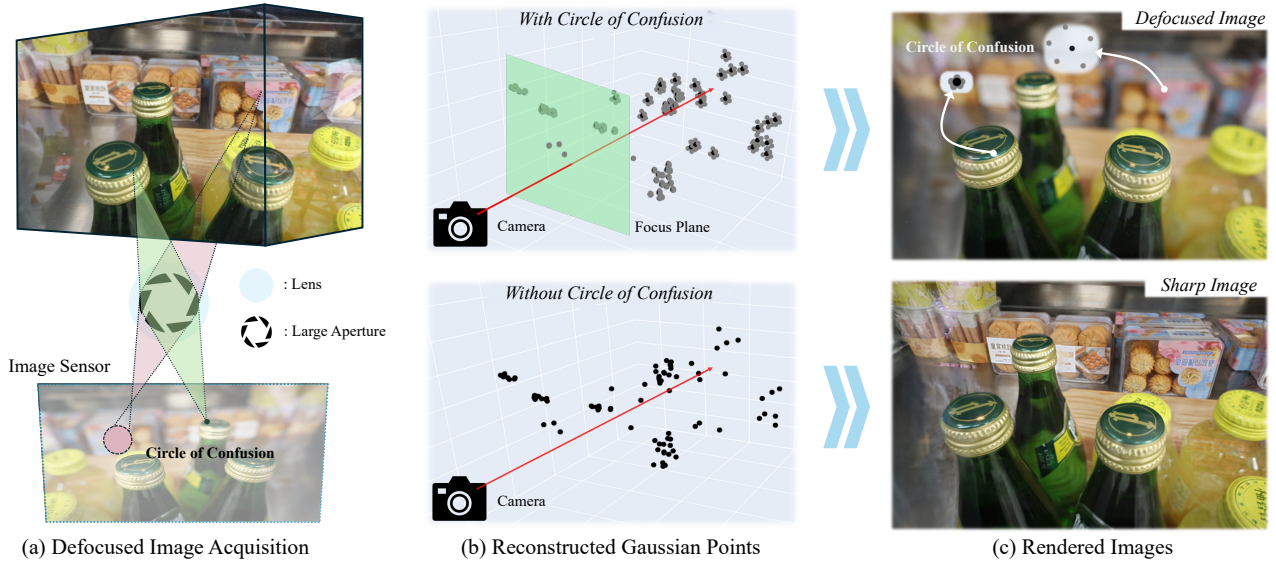 With Circle of Confusion
Camera
Focus Plane
Without Circle of Confusion
Camera
Defocused Image
Circle of Confusion
Sharp Image
: Lens
: Large Aperture
Image Sensor
Circle of Confusion
(a) Defocused Image Acquisition
(b) Reconstructed Gaussian Points
(c) Rendered Images